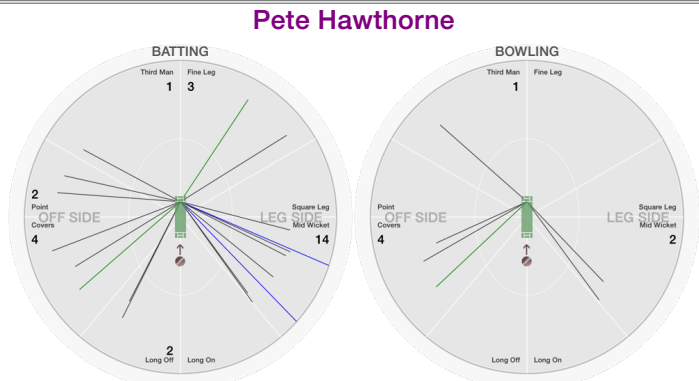 Pete Hawthorne
BATTING
Third Man
Fine Leg
1
3
2
Point
OFF SIDE
Covers
4
Square Leg
LEG SIDE
Mid Wicket
14
2
Long Off
Long On
BOWLING
Third Man
Fine Leg
1
Point
OFF SIDE
Covers
4
Square Leg
LEG SIDE
Mid Wicket
2
Long Off
Long On